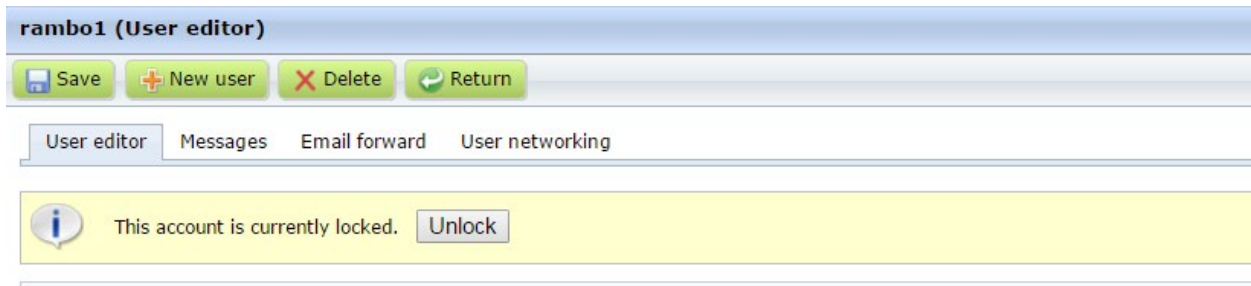 rambo1 (User editor)
Save New user Delete Return
User editor Messages Email forward User networking
This account is currently locked. Unlock